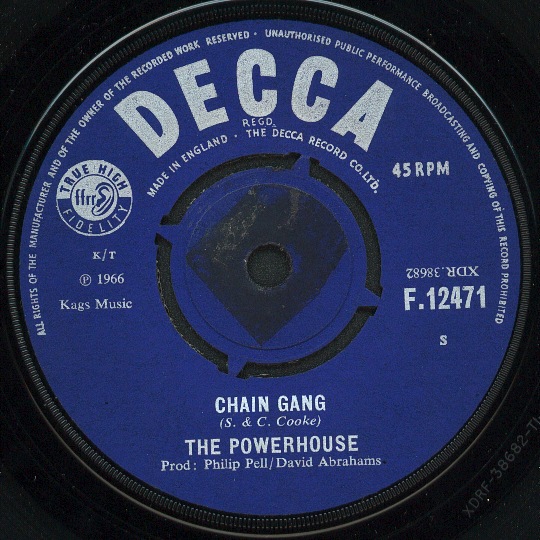 ALL RIGHTS OF THE MANUFACTURER AND OF THE OWNER OF THE RECORDED WORK RESERVED · UNAUTHORISED PUBLIC PERFORMANCE BROADCASTING AND COPYING OF THIS RECORD PROHIBITED
DECCA
REGD.
MADE IN ENGLAND · THE DECCA RECORD CO. LTD.
TRUE HIGH
ffrr
FIDELITY
45 RPM
K/T
℗ 1966
Kags Music
XDR.38682
F.12471
S
CHAIN GANG
(S. & C. Cooke)
THE POWERHOUSE
Prod: Philip Pell/David Abrahams
XDRF-38682-